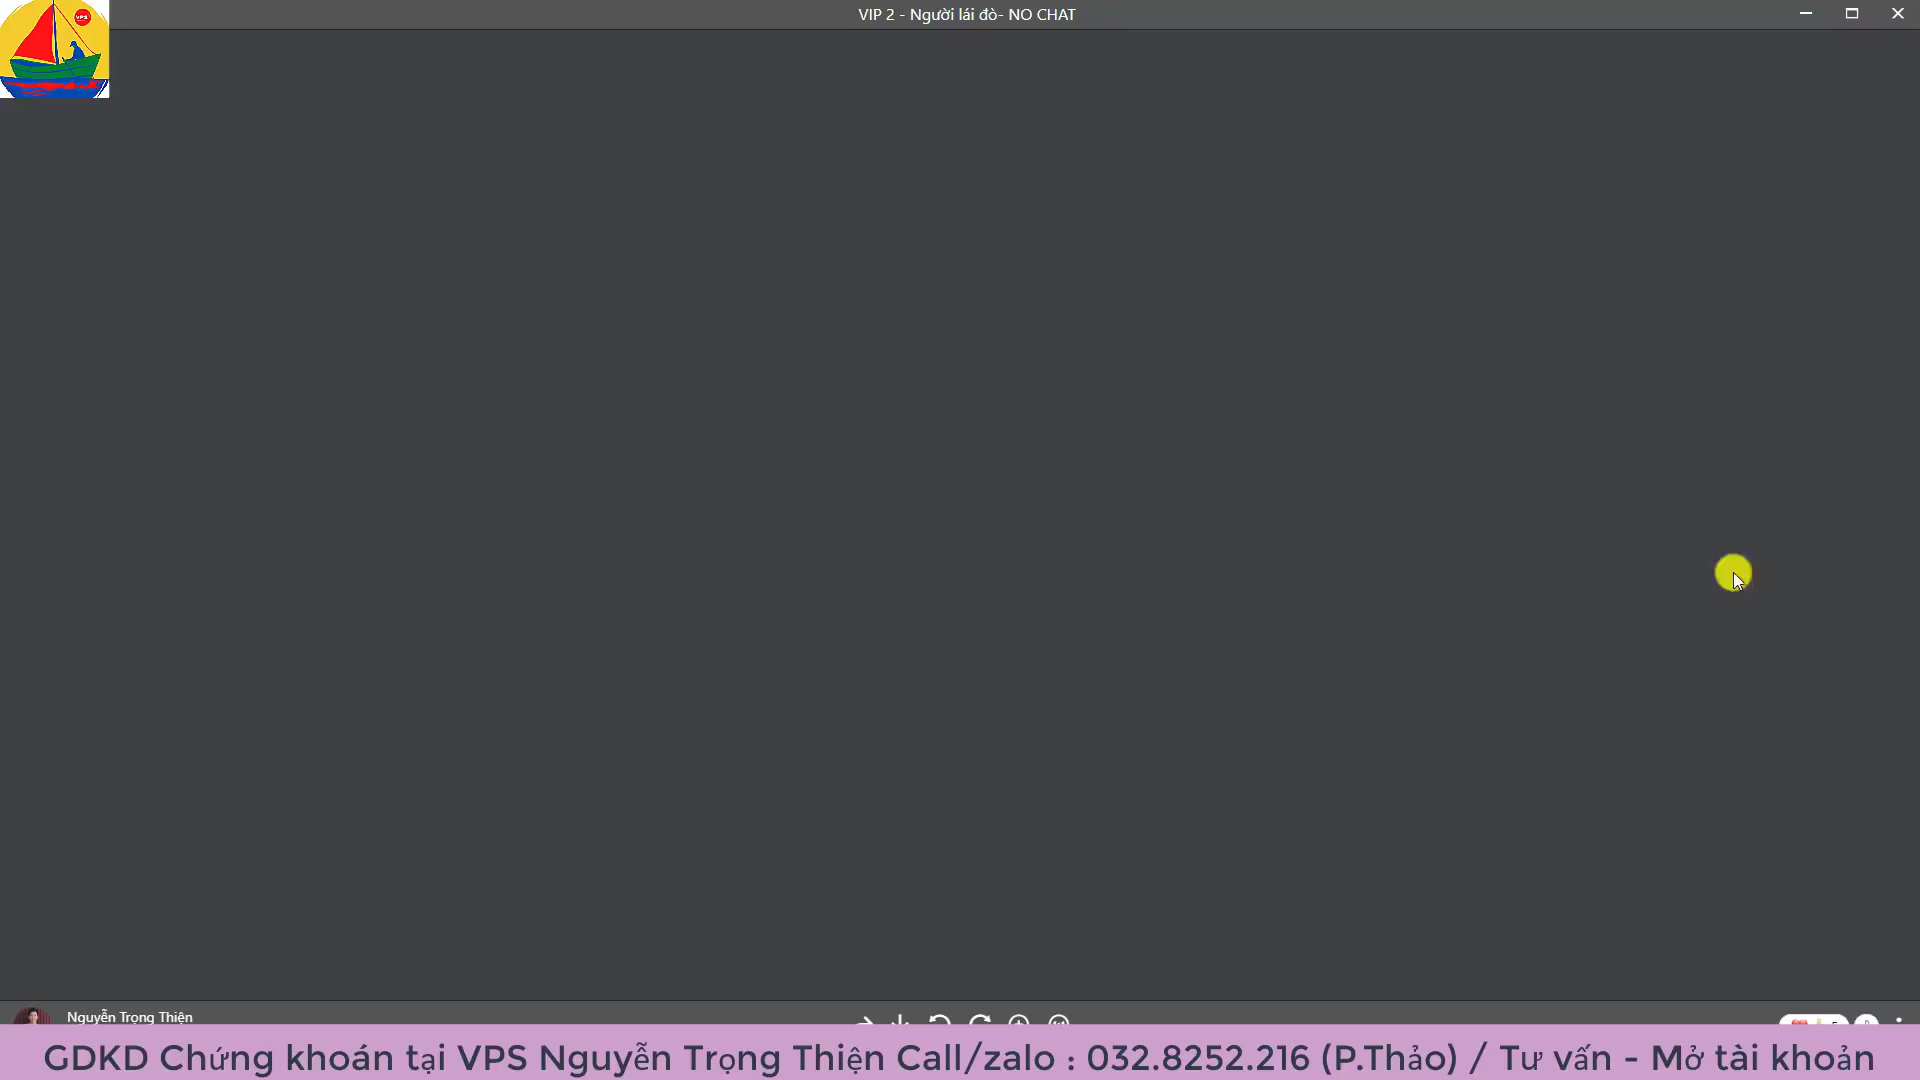 VPS
VIP 2 - Người lái đò- NO CHAT
Nguyễn Trọng Thiện
GDKD Chứng khoán tại VPS Nguyễn Trọng Thiện Call/zalo : 032.8252.216 (P.Thảo) / Tư vấn - Mở tài khoản